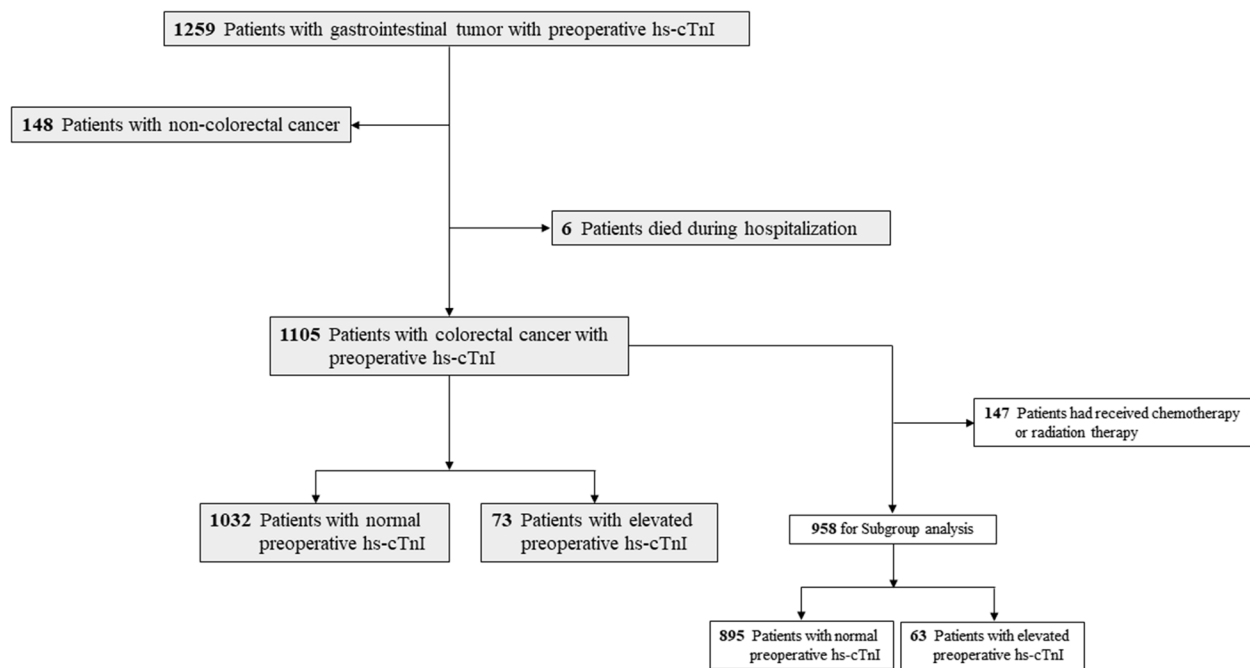 1259 Patients with gastrointestinal tumor with preoperative hs-cTnI
148 Patients with non-colorectal cancer
6 Patients died during hospitalization
1105 Patients with colorectal cancer with
preoperative hs-cTnI
147 Patients had received chemotherapy
or radiation therapy
1032 Patients with normal
preoperative hs-cTnI
73 Patients with elevated
preoperative hs-cTnI
958 for Subgroup analysis
895 Patients with normal
preoperative hs-cTnI
63 Patients with elevated
preoperative hs-cTnI